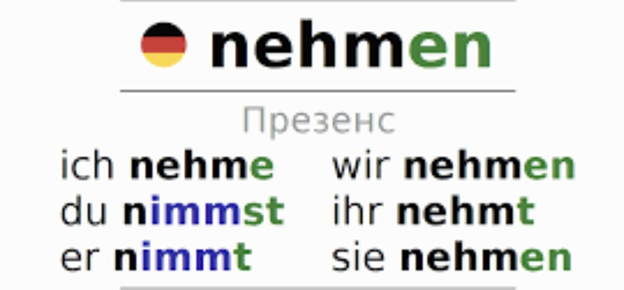 nehmen
Презенс
ich nehme wir nehmen
du nimmst ihr nehmt
er nimmt sie nehmen